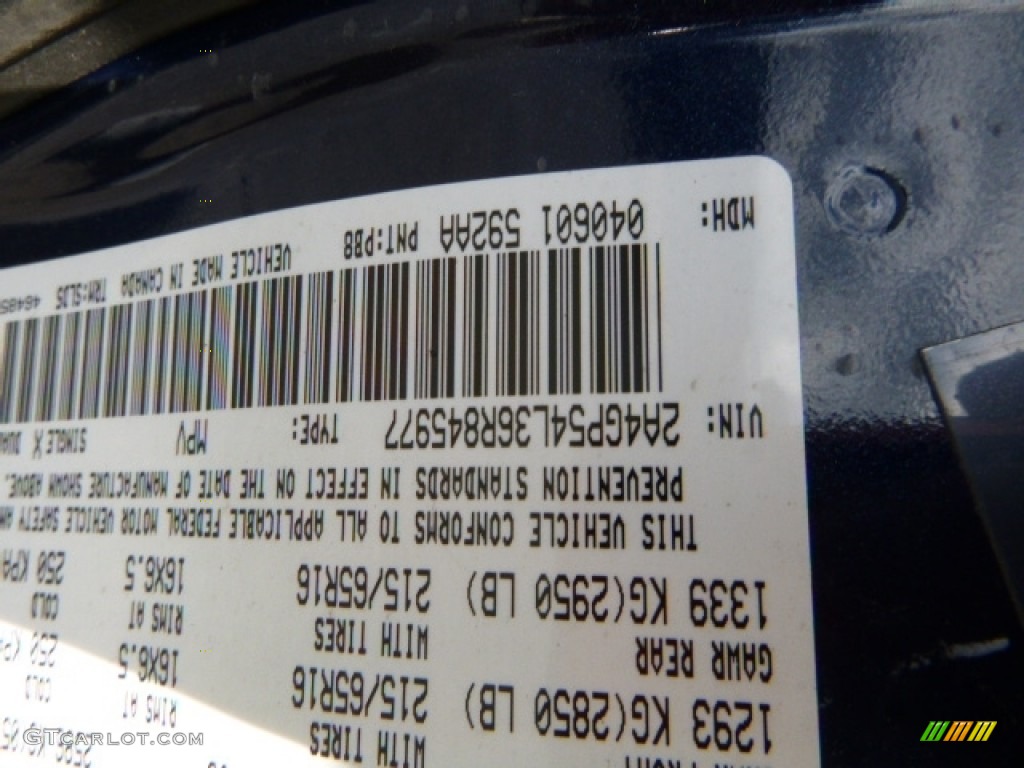 1293 KG(2850 LB) 215/65R16 16X6.5
WITH TIRES RIMS AT COLD
GAWR REAR
1339 KG(2950 LB) 215/65R16 16X6.5 250 KPA
WITH TIRES RIMS AT COLD
THIS VEHICLE CONFORMS TO ALL APPLICABLE FEDERAL MOTOR VEHICLE SAFETY
PREVENTION STANDARDS IN EFFECT ON THE DATE OF MANUFACTURE SHOWN ABOVE.
VIN: 2A4GP54L36R845977 TYPE: MPV SINGLE X
MDH: 040601 592AA PNT:PB8 VEHICLE MADE IN CANADA
GTcarlot.com